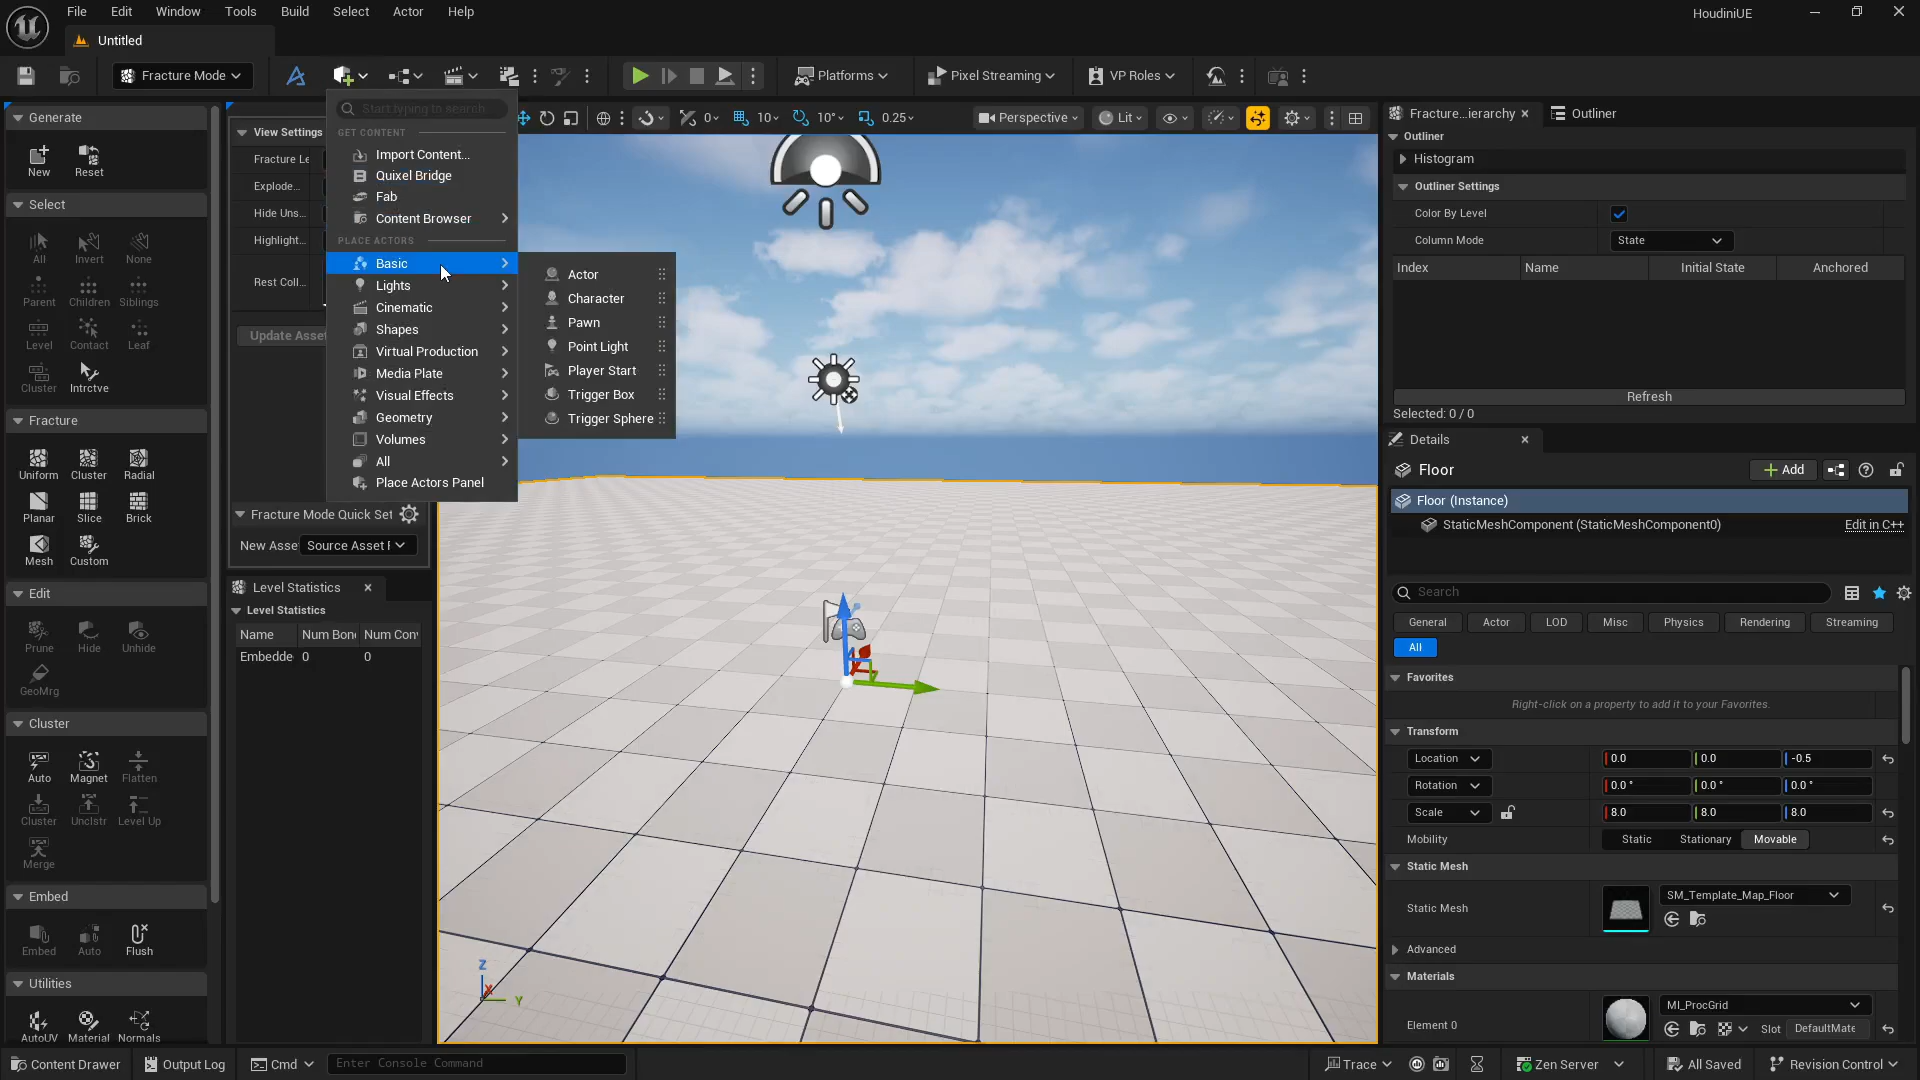 File Edit Window Tools Build Select Actor Help
HoudiniUE
Untitled
Fracture Mode
Platforms
Pixel Streaming
VP Roles
Generate
New Reset
Select
All Invert None
Parent Children Siblings
Level Contact Leaf
Cluster Intrctve
Fracture
Uniform Cluster Radial
Planar Slice Brick
Mesh Custom
Edit
Prune Hide Unhide
GeoMrg
Cluster
Auto Magnet Flatten
Cluster Unclstr Level Up
Merge
Embed
Embed Auto Flush
Utilities
AutoUV Material Normals
View Settings
Fracture Le
Explode...
Hide Uns...
Highlight...
Rest Coll...
Update Asset
Fracture Mode Quick Set
New Asse Source Asset F
Level Statistics
Level Statistics
Name Num Bone Num Conv
Embedde 0 0
Start typing to search
GET CONTENT
Import Content...
Quixel Bridge
Fab
Content Browser
PLACE ACTORS
Basic
Lights
Cinematic
Shapes
Virtual Production
Media Plate
Visual Effects
Geometry
Volumes
All
Place Actors Panel
Actor
Character
Pawn
Point Light
Player Start
Trigger Box
Trigger Sphere
0 10 10° 0.25
Perspective
Lit
Z
X
Y
Fracture...ierarchy
Outliner
Outliner
Histogram
Outliner Settings
Color By Level
Column Mode State
Index Name Initial State Anchored
Refresh
Selected: 0 / 0
Details
Floor
Add
Floor (Instance)
StaticMeshComponent (StaticMeshComponent0) Edit in C++
Search
General Actor LOD Misc Physics Rendering Streaming
All
Favorites
Right-click on a property to add it to your Favorites.
Transform
Location 0.0 0.0 -0.5
Rotation 0.0 ° 0.0 ° 0.0 °
Scale 8.0 8.0 8.0
Mobility Static Stationary Movable
Static Mesh
Static Mesh SM_Template_Map_Floor
Advanced
Materials
Element 0 MI_ProcGrid
Slot DefaultMate
Content Drawer
Output Log
Cmd
Enter Console Command
Trace
Zen Server
All Saved
Revision Control